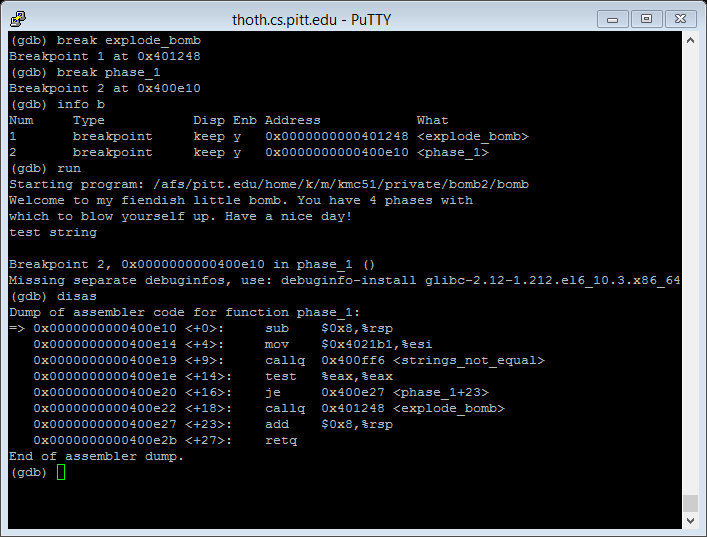 thoth.cs.pitt.edu - PuTTY
(gdb) break explode_bomb
Breakpoint 1 at 0x401248
(gdb) break phase_1
Breakpoint 2 at 0x400e10
(gdb) info b
Num     Type           Disp Enb Address            What
1       breakpoint     keep y   0x0000000000401248 <explode_bomb>
2       breakpoint     keep y   0x0000000000400e10 <phase_1>
(gdb) run
Starting program: /afs/pitt.edu/home/k/m/kmc51/private/bomb2/bomb
Welcome to my fiendish little bomb. You have 4 phases with
which to blow yourself up. Have a nice day!
test string
Breakpoint 2, 0x0000000000400e10 in phase_1 ()
Missing separate debuginfos, use: debuginfo-install glibc-2.12-1.212.el6_10.3.x86_64
(gdb) disas
Dump of assembler code for function phase_1:
=> 0x0000000000400e10 <+0>:     sub    $0x8,%rsp
   0x0000000000400e14 <+4>:     mov    $0x4021b1,%esi
   0x0000000000400e19 <+9>:     callq  0x400ff6 <strings_not_equal>
   0x0000000000400e1e <+14>:    test   %eax,%eax
   0x0000000000400e20 <+16>:    je     0x400e27 <phase_1+23>
   0x0000000000400e22 <+18>:    callq  0x401248 <explode_bomb>
   0x0000000000400e27 <+23>:    add    $0x8,%rsp
   0x0000000000400e2b <+27>:    retq
End of assembler dump.
(gdb)